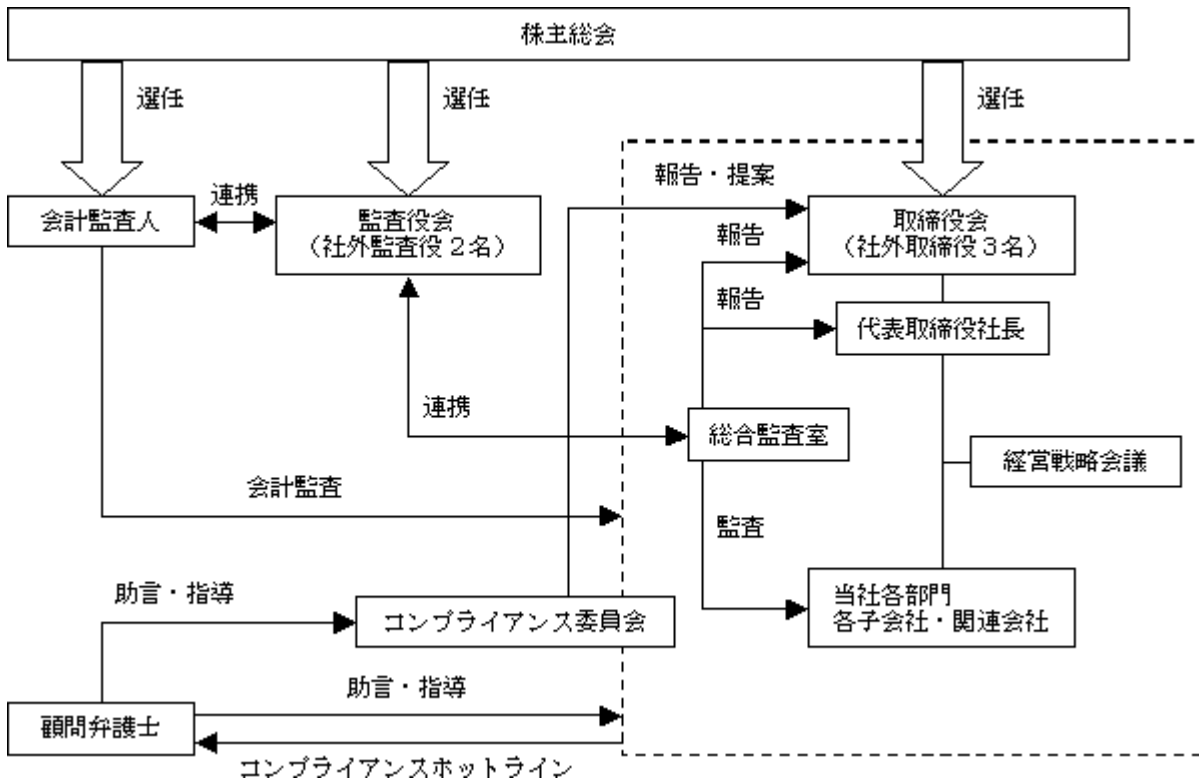 株主総会
選任
選任
選任
報告・提案
会計監査人
連携
監査役会
（社外監査役２名）
報告
取締役会
（社外取締役３名）
報告
代表取締役社長
連携
総合監査室
経営戦略会議
会計監査
監査
助言・指導
コンプライアンス委員会
当社各部門
各子会社・関連会社
助言・指導
顧問弁護士
コンプライアンスホットライン